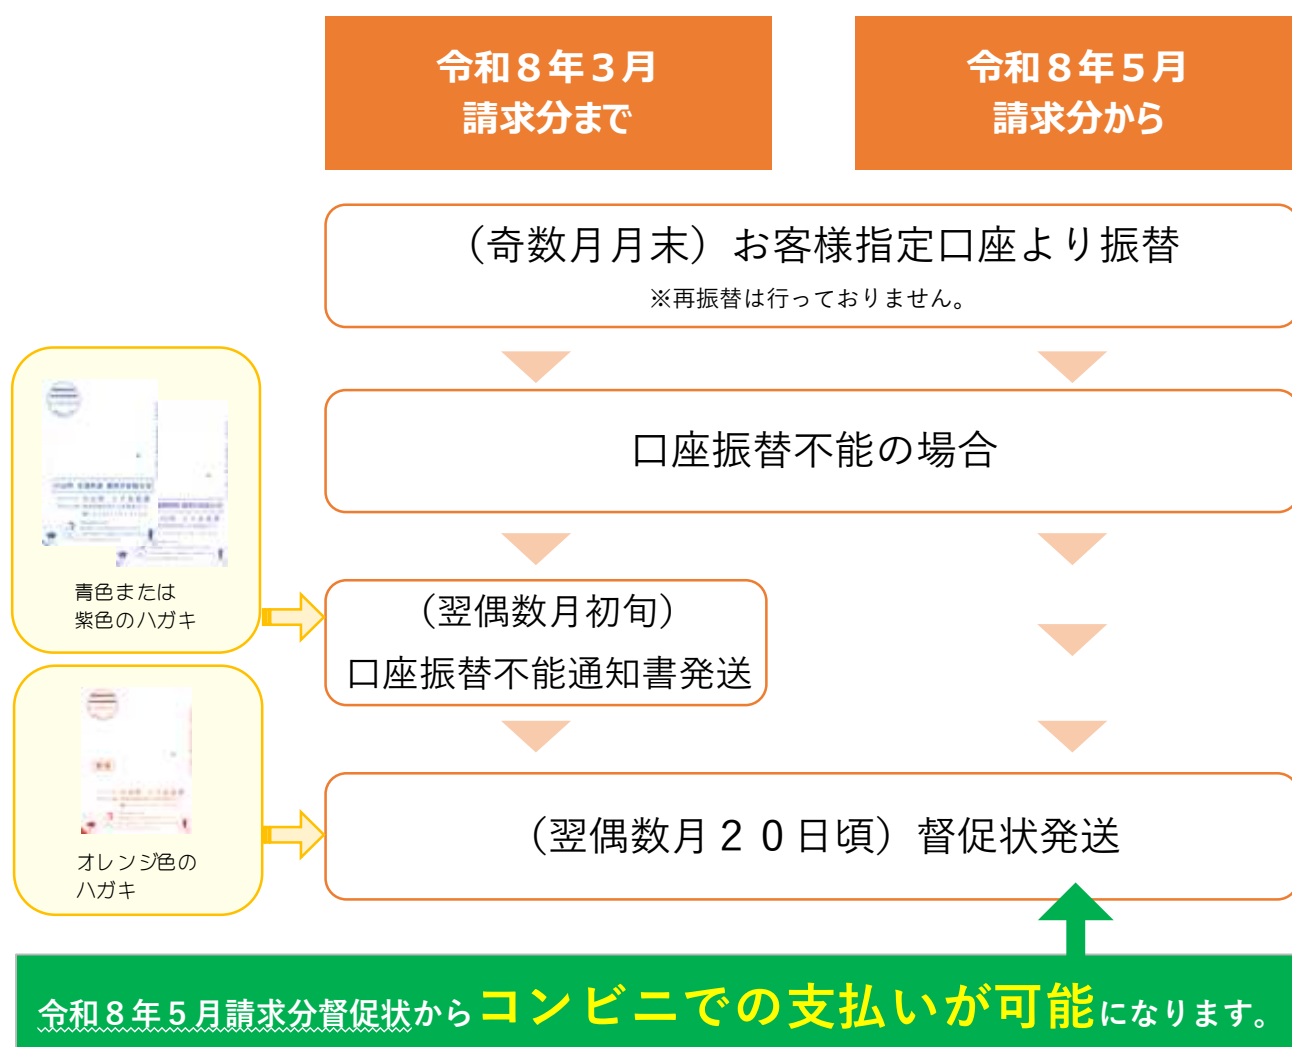 令和８年３月
請求分まで
令和８年５月
請求分から
（奇数月月末）お客様指定口座より振替
※再振替は行っておりません。
口座振替不能の場合
青色または
紫色のハガキ
（翌偶数月初旬）
口座振替不能通知書発送
オレンジ色の
ハガキ
（翌偶数月２０日頃）督促状発送
令和８年５月請求分督促状からコンビニでの支払いが可能になります。